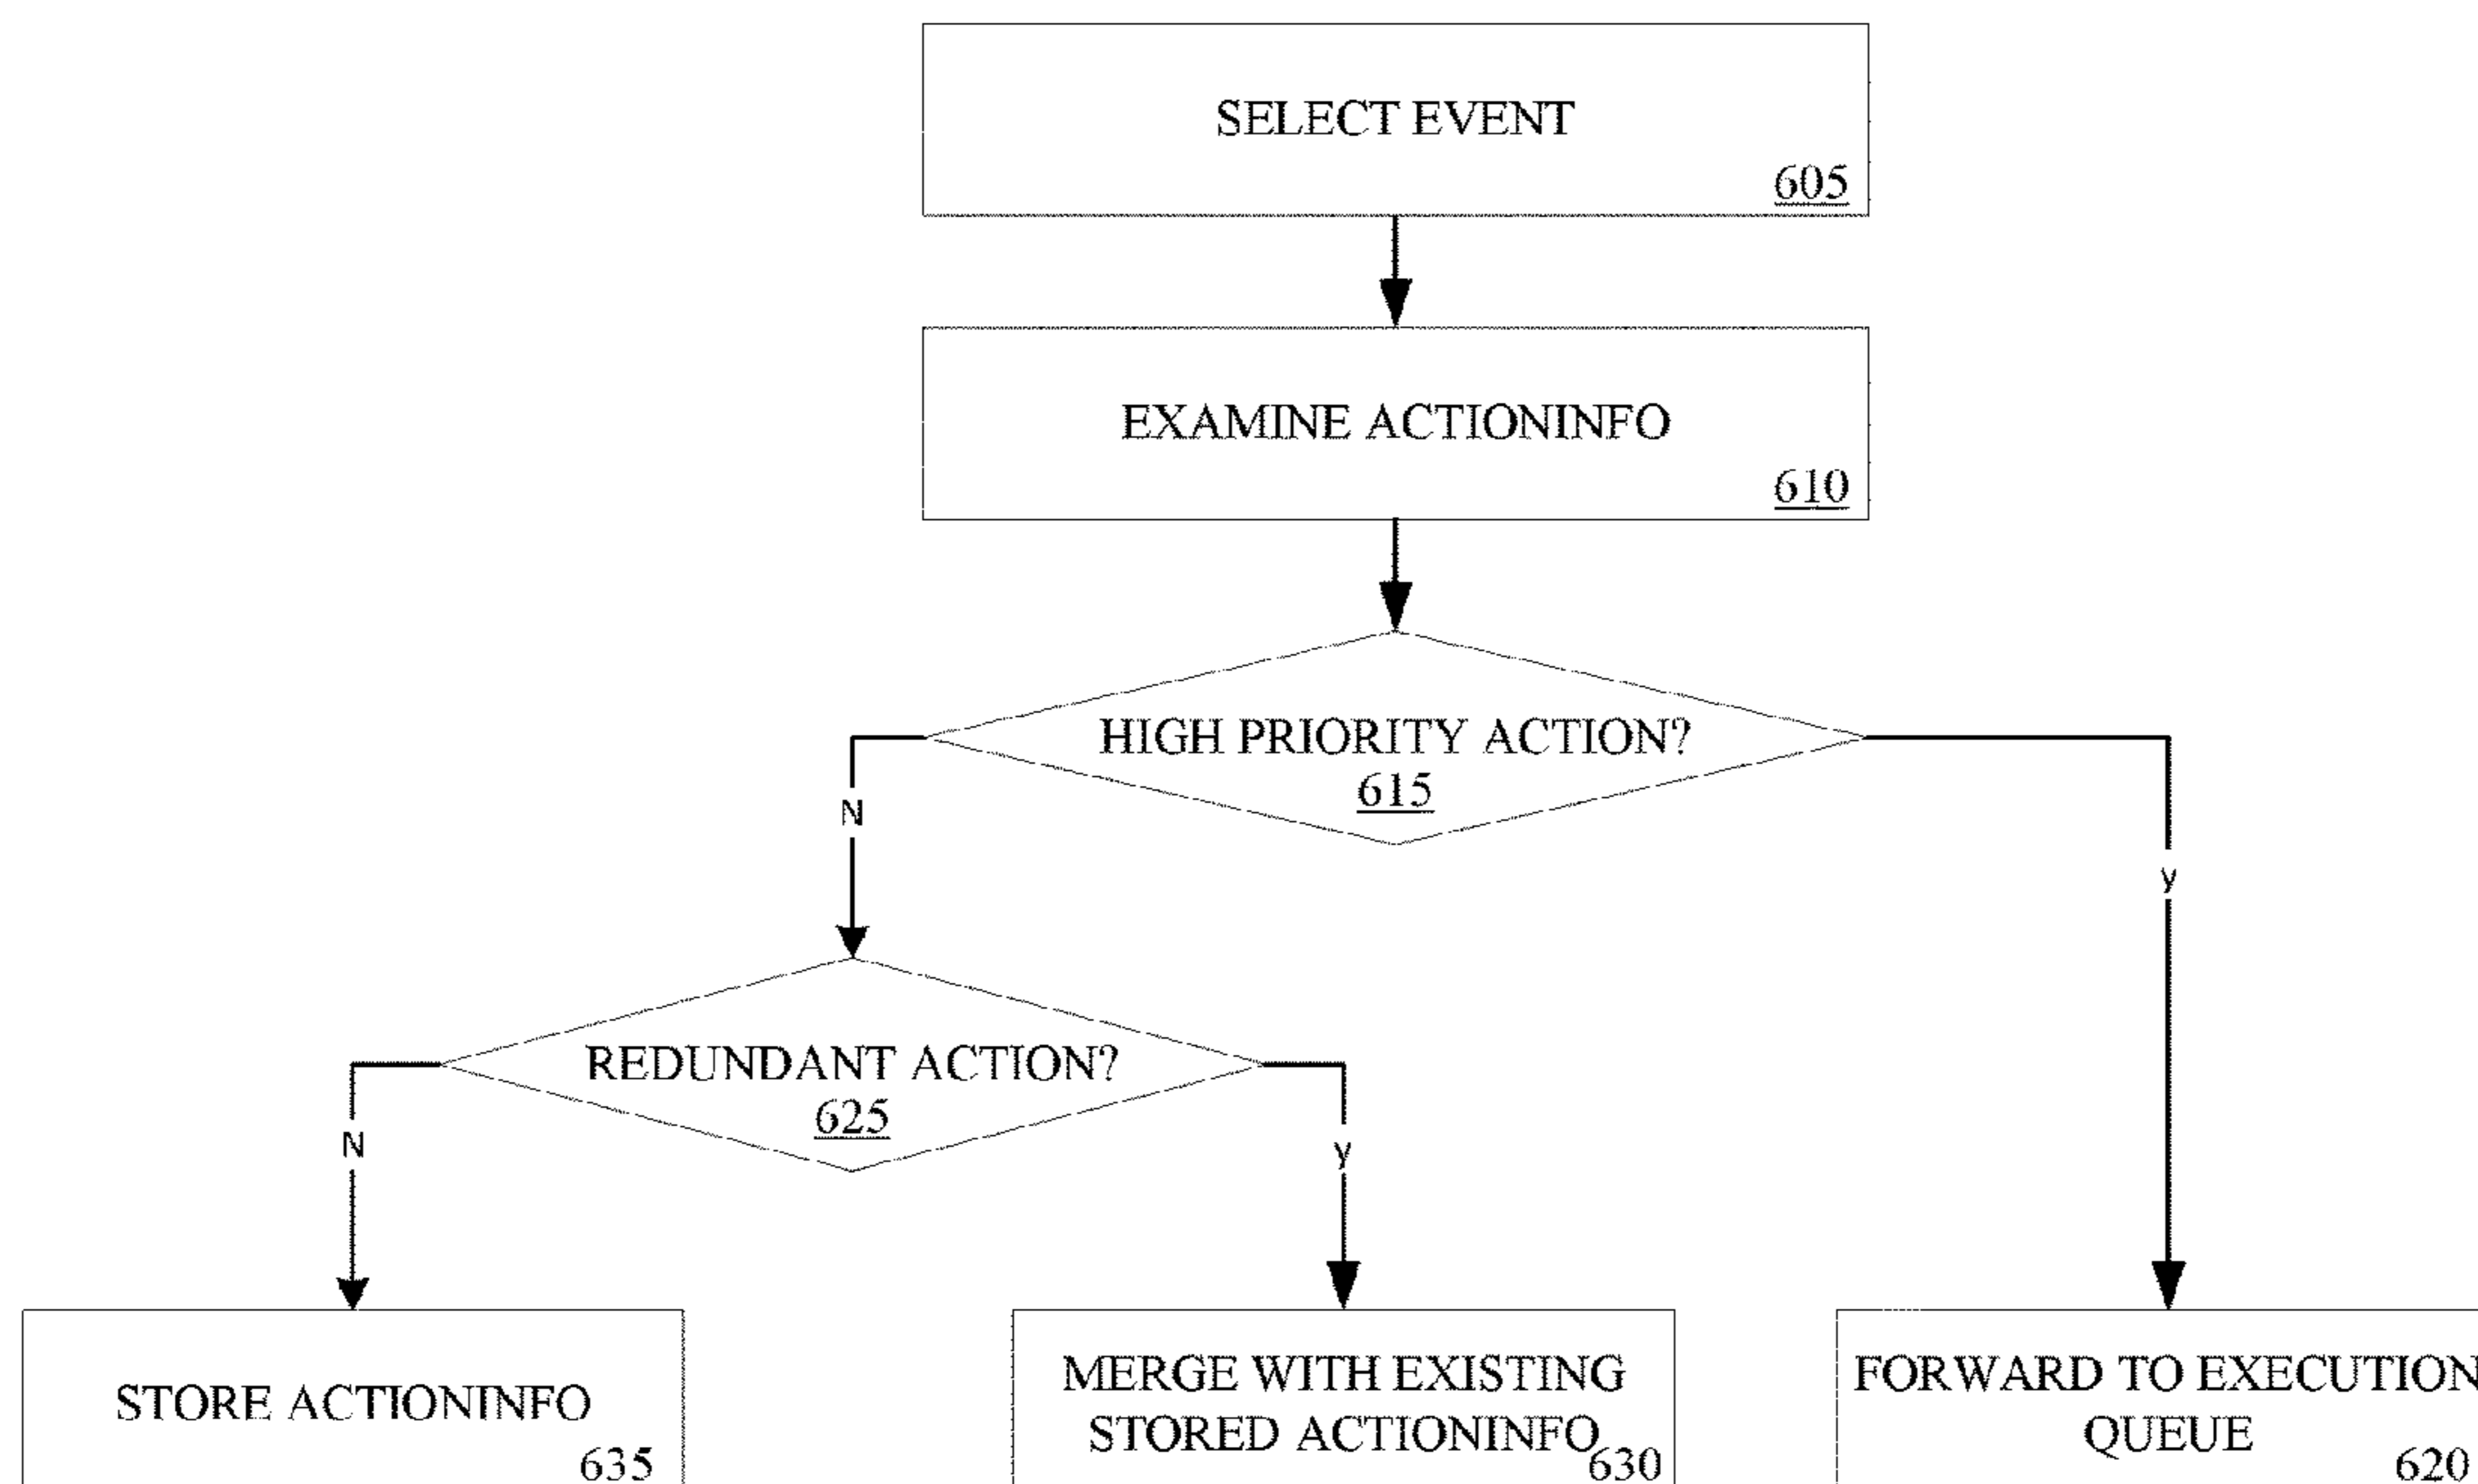 SELECT EVENT
605
EXAMINE ACTIONINFO
610
HIGH PRIORITY ACTION?
615
N
y
REDUNDANT ACTION?
625
N
y
STORE ACTIONINFO
635
MERGE WITH EXISTING
STORED ACTIONINFO
630
FORWARD TO EXECUTION
QUEUE
620